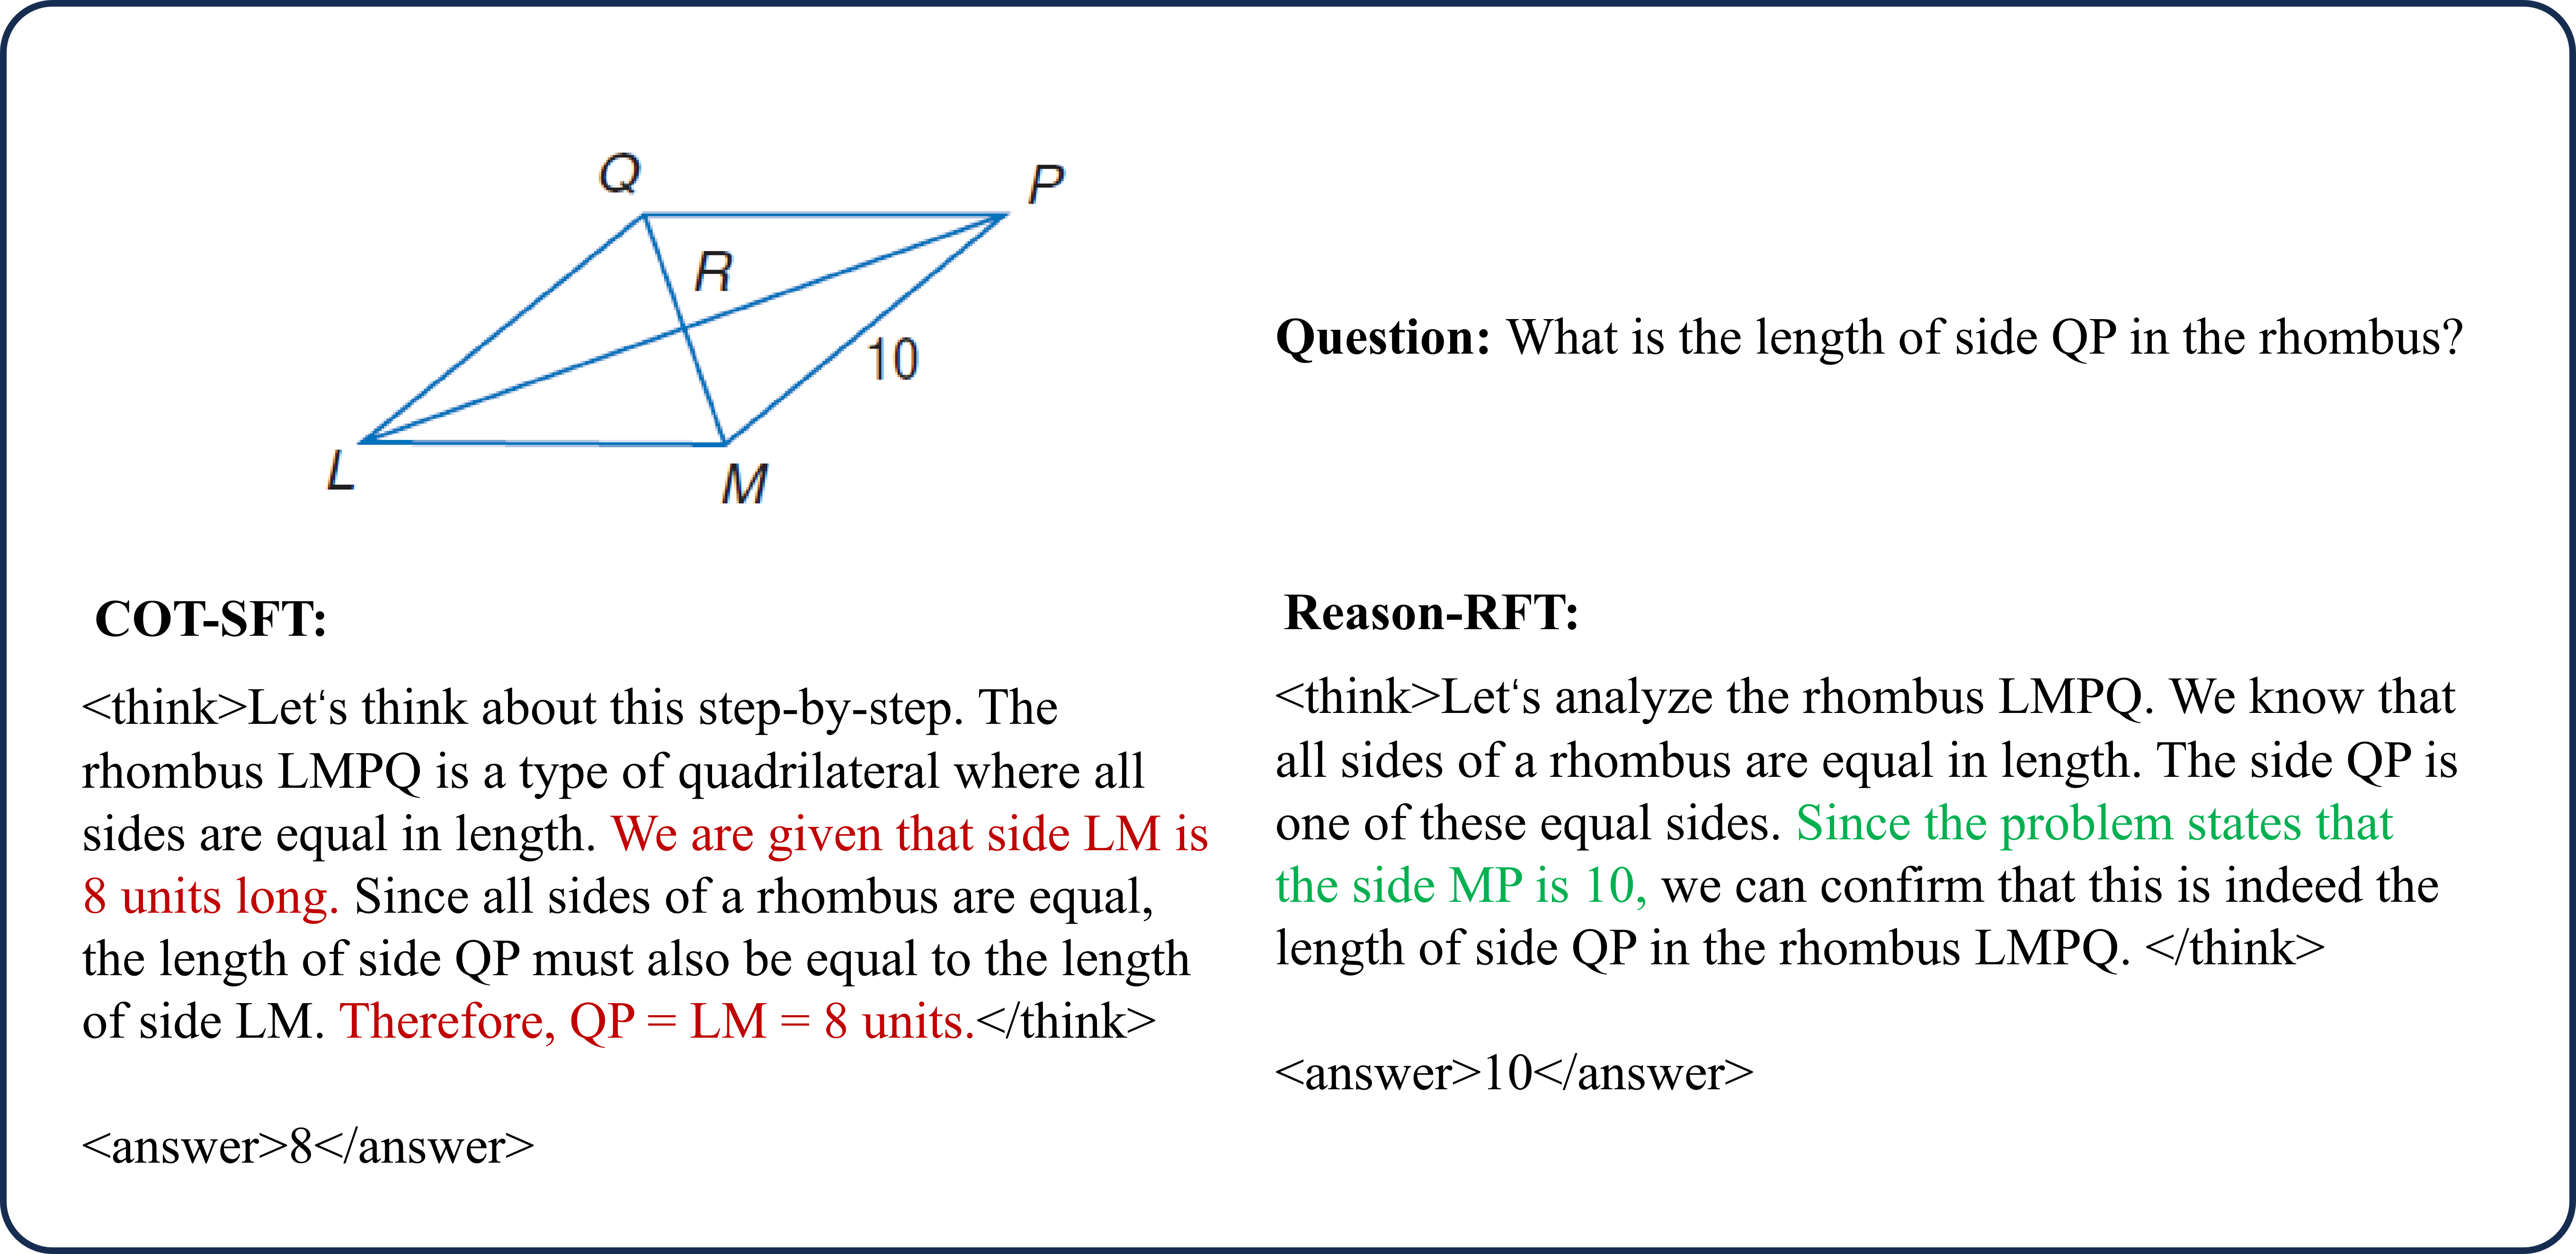 Q
P
R
10
L
M
Question: What is the length of side QP in the rhombus?
COT-SFT:
<think>Let‘s think about this step-by-step. The
rhombus LMPQ is a type of quadrilateral where all
sides are equal in length. We are given that side LM is
8 units long. Since all sides of a rhombus are equal,
the length of side QP must also be equal to the length
of side LM. Therefore, QP = LM = 8 units.</think>
<answer>8</answer>
Reason-RFT:
<think>Let‘s analyze the rhombus LMPQ. We know that
all sides of a rhombus are equal in length. The side QP is
one of these equal sides. Since the problem states that
the side MP is 10, we can confirm that this is indeed the
length of side QP in the rhombus LMPQ. </think>
<answer>10</answer>